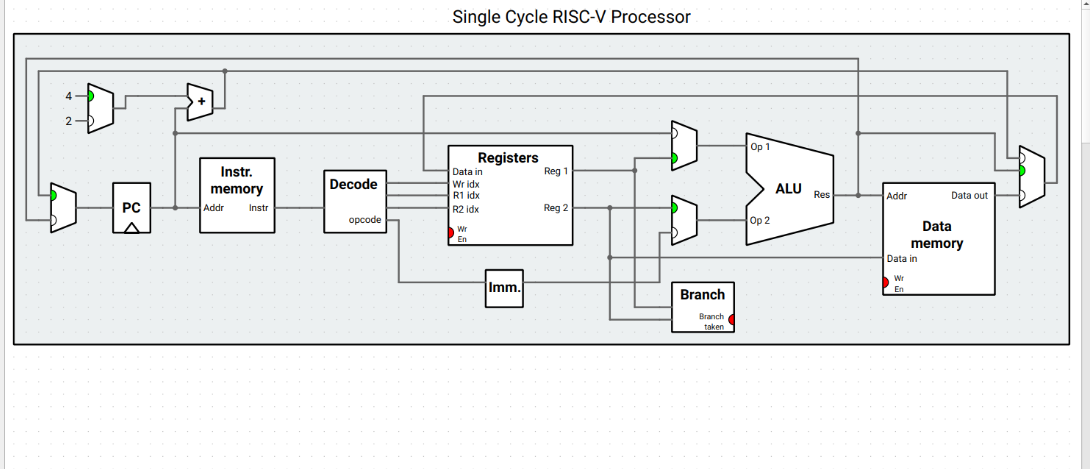 Single Cycle RISC-V Processor
4
2
+
PC
Instr.
memory
Addr
Instr
Decode
opcode
Registers
Data in
Wr idx
R1 idx
R2 idx
Wr
En
Reg 1
Reg 2
Imm.
Op 1
ALU
Res
Op 2
Branch
Branch
taken
Addr
Data out
Data
memory
Data in
Wr
En